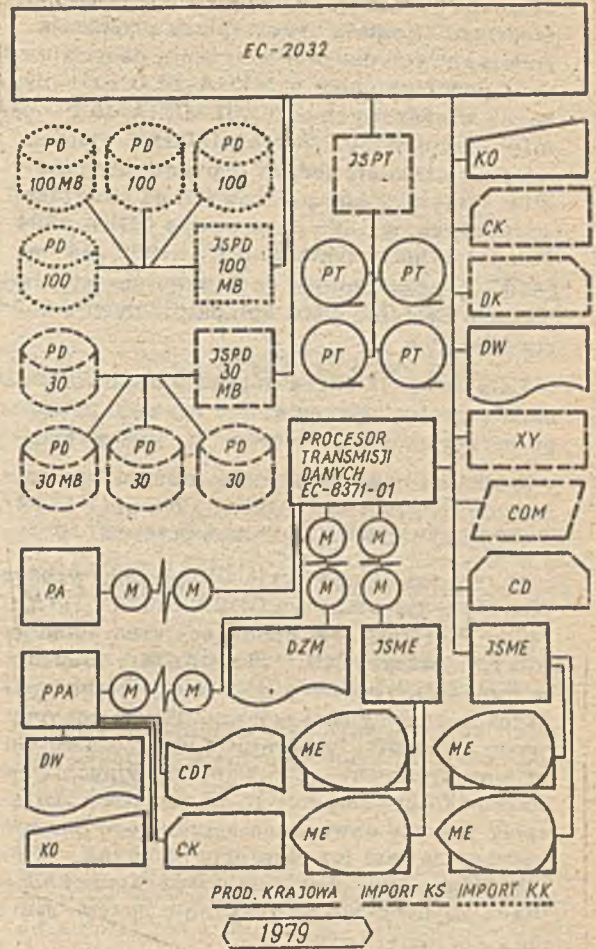 EC-2032
PD
100 MB
PD
100
PD
100
PD
100
JSPD
100
MB
JSPT
PT
PT
PT
PT
KO
CK
DK
DW
XY
COM
CD
PD
30
JSPD
30
MB
PD
30 MB
PD
30
PD
30
PROCESOR
TRANSMISJI
DANYCH
EC-8371-01
M
M
M
M
PA
M
M
PPA
M
M
DZM
JSME
JSME
DW
CDT
ME
ME
KO
CK
ME
ME
PROD. KRAJOWA
IMPORT KS
IMPORT KK
1979